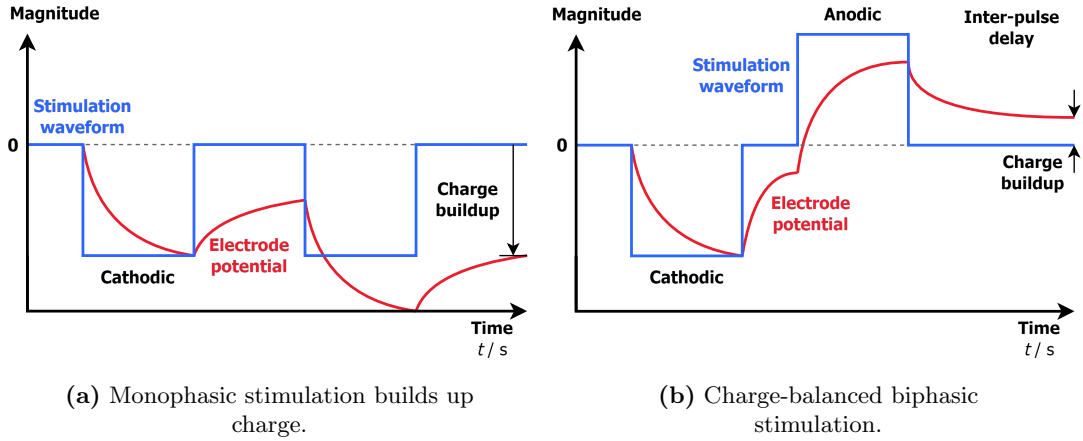 Magnitude
Stimulation
waveform
0
Charge
buildup
Electrode
potential
Cathodic
Time
t / s
(a) Monophasic stimulation builds up
charge.
Magnitude
Anodic
Inter-pulse
delay
Stimulation
waveform
0
Charge
buildup
Electrode
potential
Cathodic
Time
t / s
(b) Charge-balanced biphasic
stimulation.